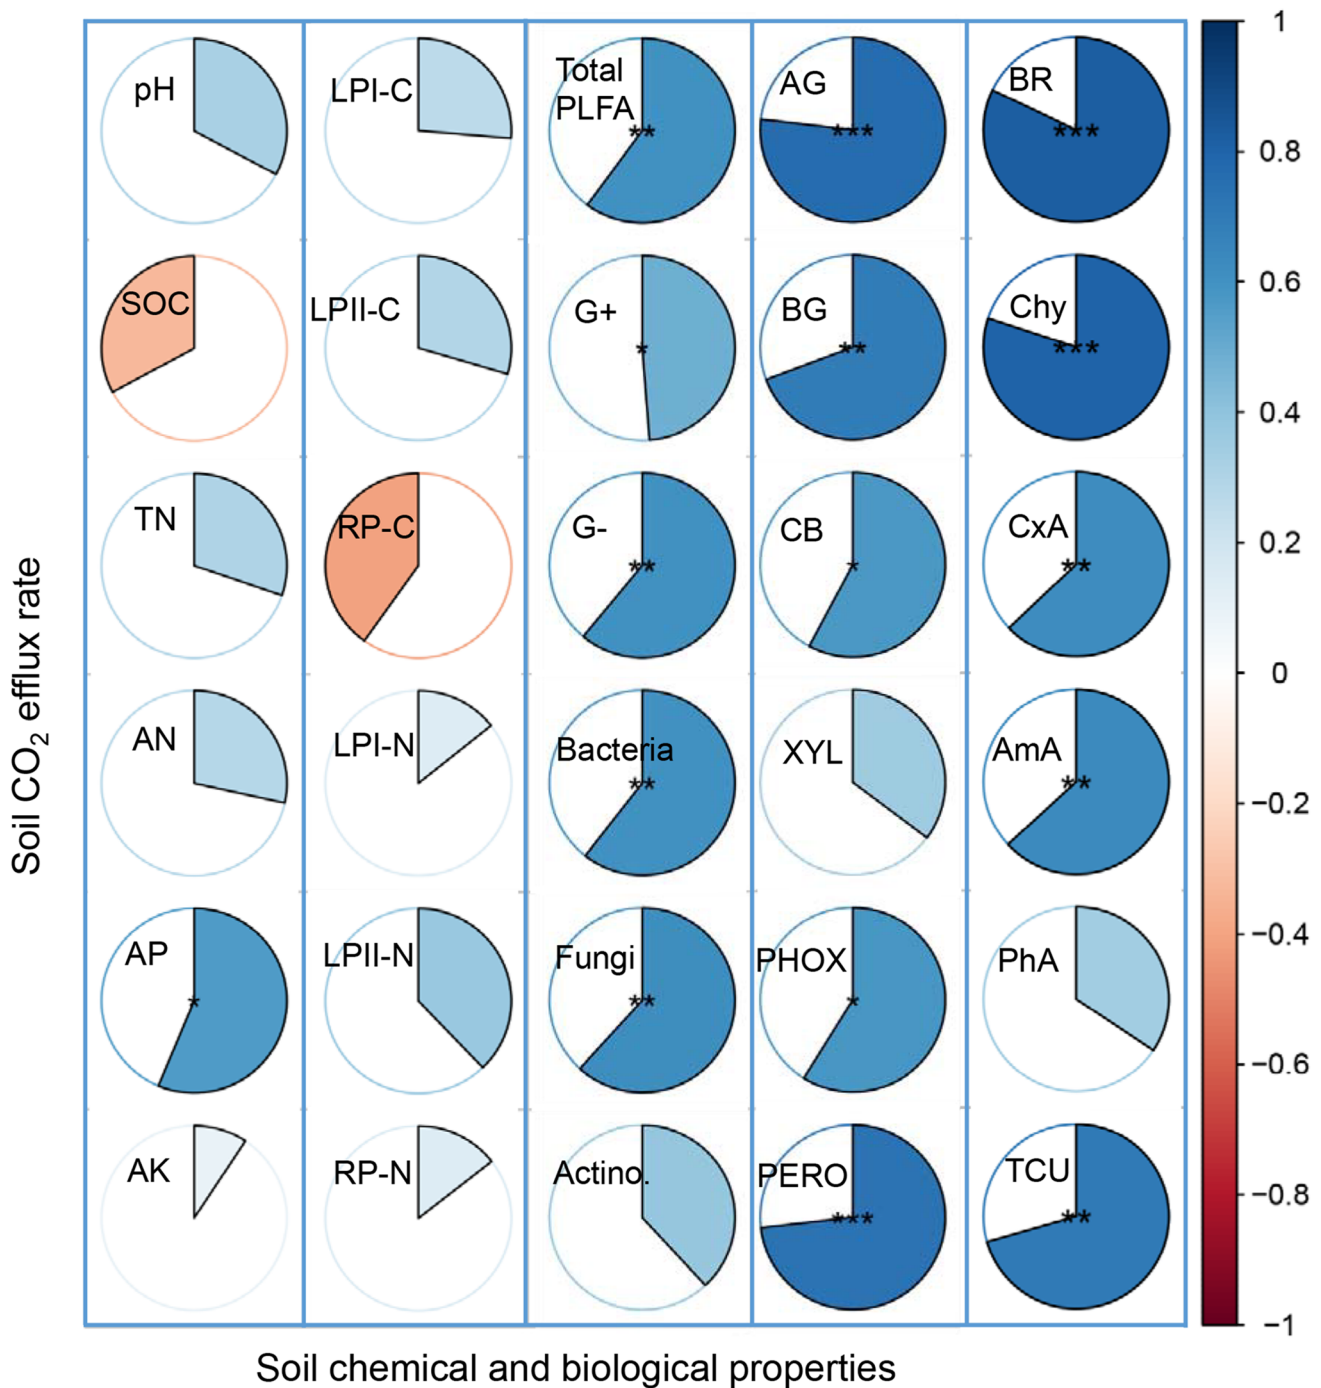 pH
LPI-C
Total
PLFA
**
AG
***
BR
***
SOC
LPII-C
G+
*
BG
**
Chy
***
TN
RP-C
G-
**
CB
*
CxA
**
AN
LPI-N
Bacteria
**
XYL
AmA
**
AP
*
LPII-N
Fungi
**
PHOX
*
PhA
AK
RP-N
Actino.
PERO
***
TCU
**
1
0.8
0.6
0.4
0.2
0
−0.2
−0.4
−0.6
−0.8
−1
Soil CO₂ efflux rate
Soil chemical and biological properties